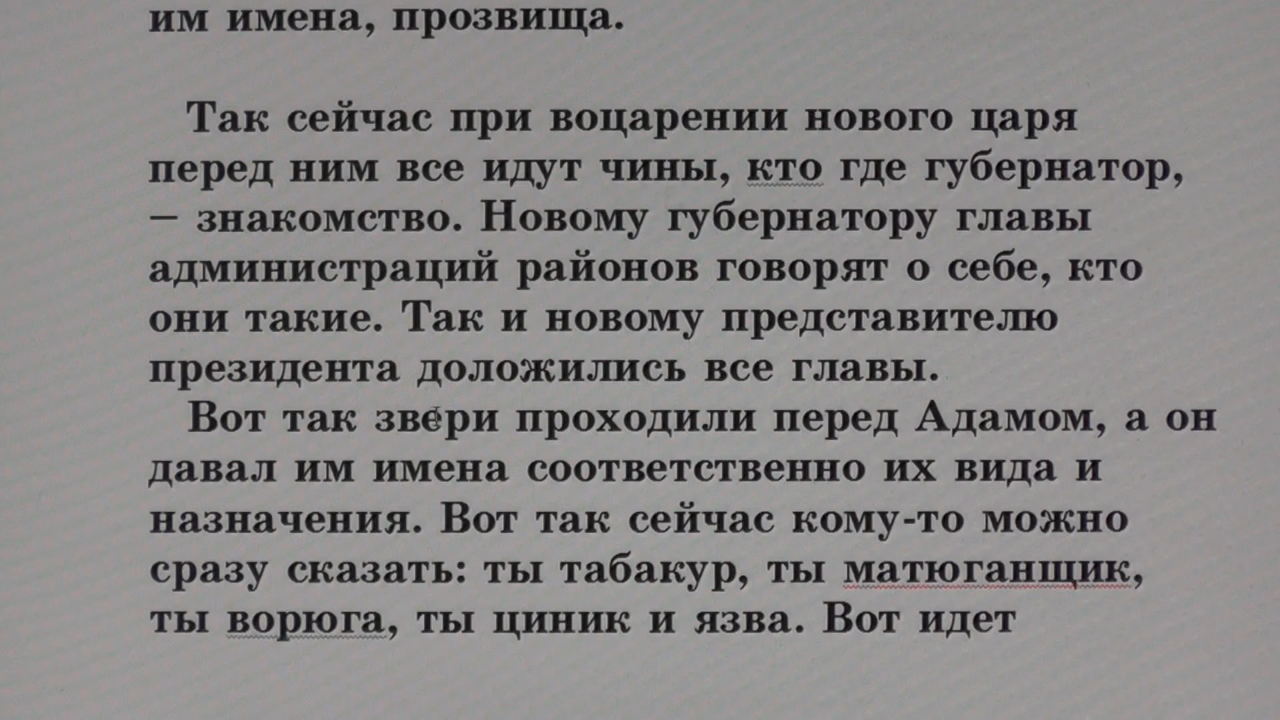 им имена, прозвища.
Так сейчас при воцарении нового царя
перед ним все идут чины, кто где губернатор,
– знакомство. Новому губернатору главы
администраций районов говорят о себе, кто
они такие. Так и новому представителю
президента доложились все главы.
Вот так звери проходили перед Адамом, а он
давал им имена соответственно их вида и
назначения. Вот так сейчас кому-то можно
сразу сказать: ты табакур, ты матюганщик,
ты ворюга, ты циник и язва. Вот идет